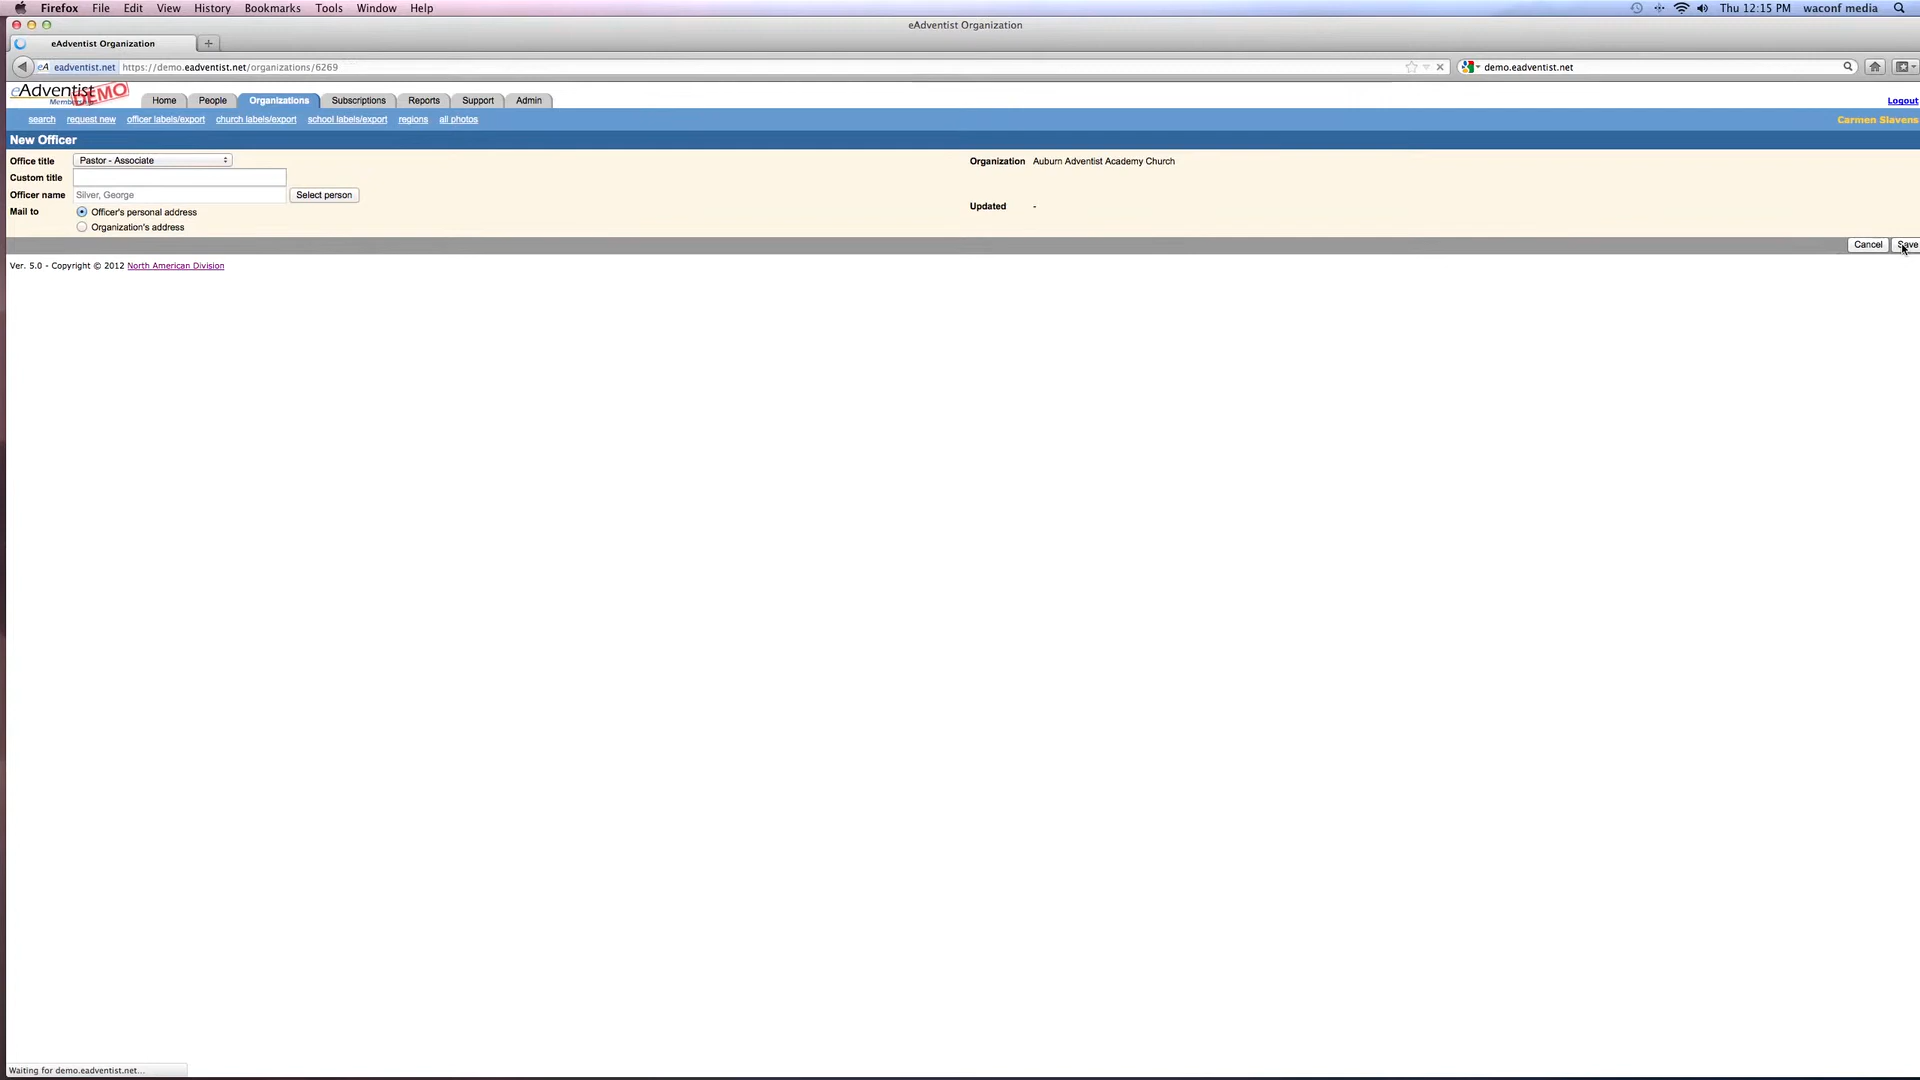 Firefox File Edit View History Bookmarks Tools Window Help Thu 12:15 PM waconf media
eAdventist Organization
eAdventist Organization
eA eadventist.net https://demo.eadventist.net/organizations/6269 demo.eadventist.net
eAdventist Membership DEMO
Home People Organizations Subscriptions Reports Support Admin Logout
search request new officer labels/export church labels/export school labels/export regions all photos Carmen Slavens
New Officer
Office title Pastor - Associate Organization Auburn Adventist Academy Church
Custom title
Officer name Silver, George Select person
Mail to Officer's personal address Updated -
Organization's address
Cancel Save
Ver. 5.0 - Copyright © 2012 North American Division
Waiting for demo.eadventist.net...